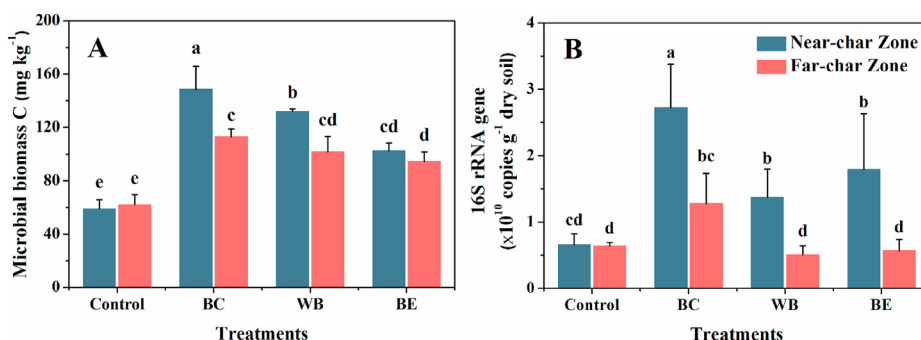 A
Microbial biomass C (mg kg-1)
200
160
120
80
40
0
e
e
a
c
b
cd
cd
d
Control
BC
WB
BE
Treatments
B
Near-char Zone
Far-char Zone
16S rRNA gene
(x10^10 copies g-1 dry soil)
4
3
2
1
0
cd
d
a
bc
b
d
b
d
Control
BC
WB
BE
Treatments